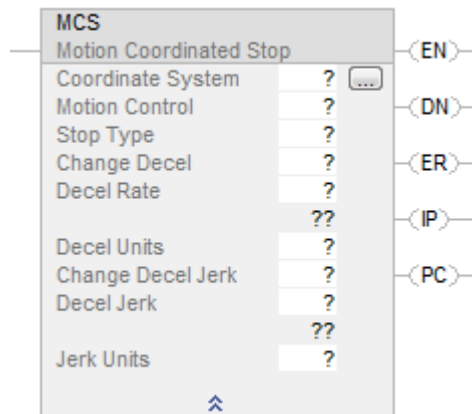 MCS
Motion Coordinated Stop EN
Coordinate System ? ...
Motion Control ? DN
Stop Type ?
Change Decel ? ER
Decel Rate ?
?? IP
Decel Units ?
Change Decel Jerk ? PC
Decel Jerk ?
??
Jerk Units ?